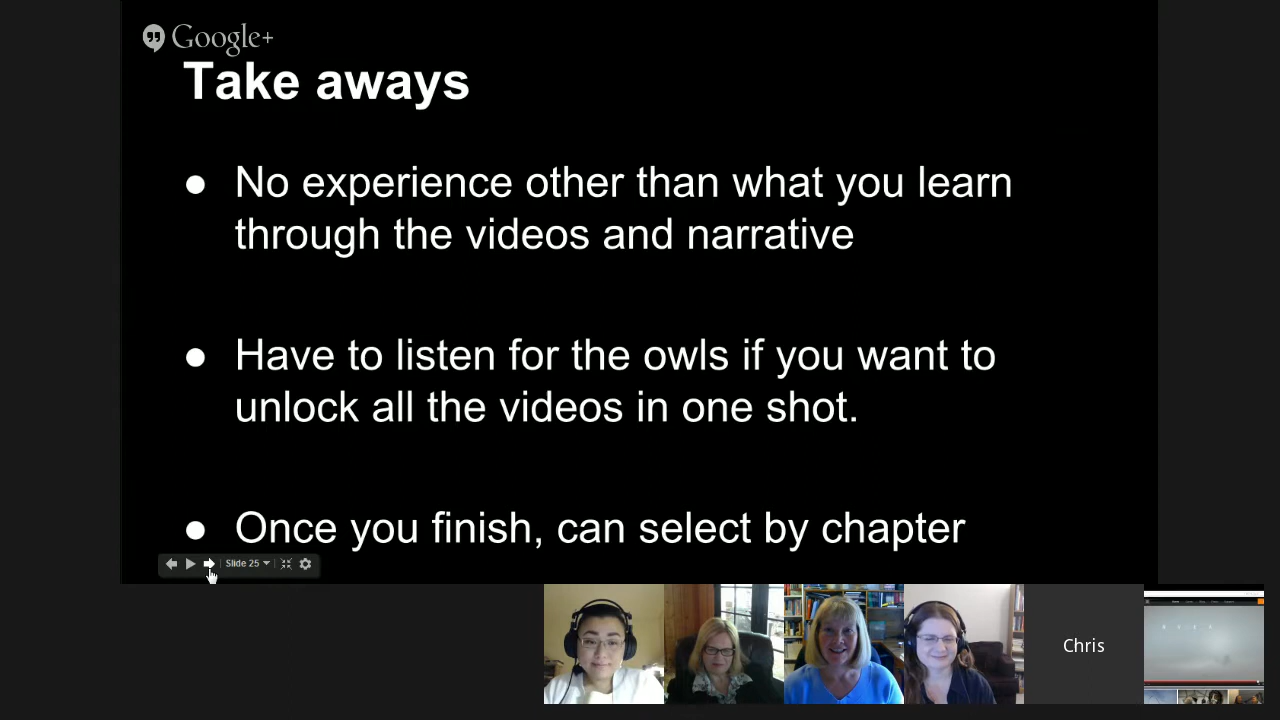 Google+
Take aways
● No experience other than what you learn
through the videos and narrative
● Have to listen for the owls if you want to
unlock all the videos in one shot.
● Once you finish, can select by chapter
Slide 25
Chris